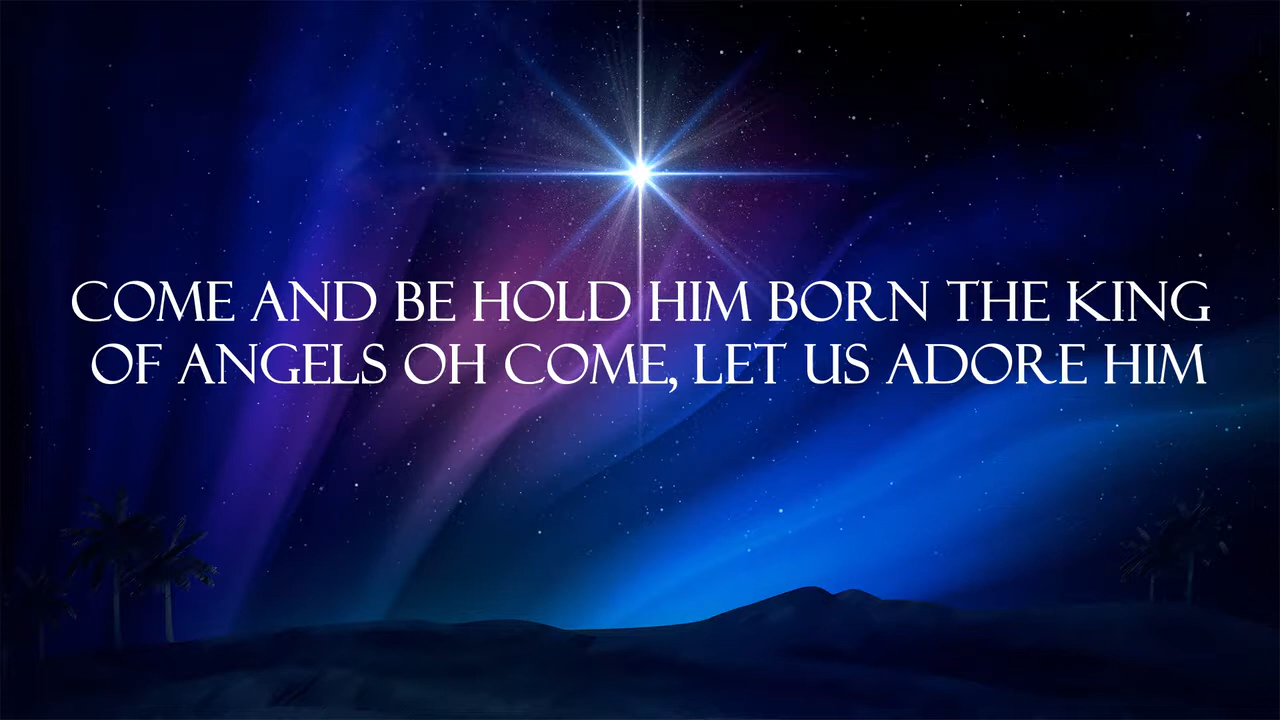 COME AND BE HOLD HIM BORN THE KING
OF ANGELS OH COME, LET US ADORE HIM